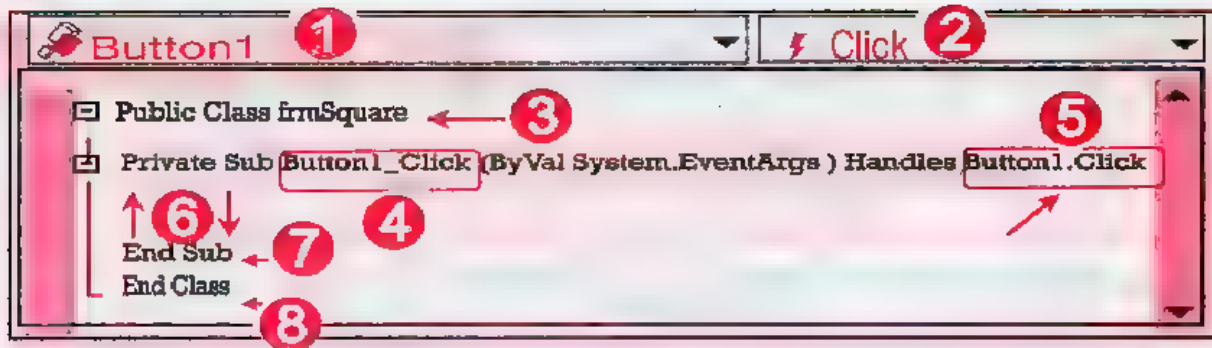 Button1 1 Click 2
Public Class frmSquare 3 5
Private Sub Button1_Click (ByVal System.EventArgs ) Handles Button1.Click
6 4
End Sub 7
End Class
8